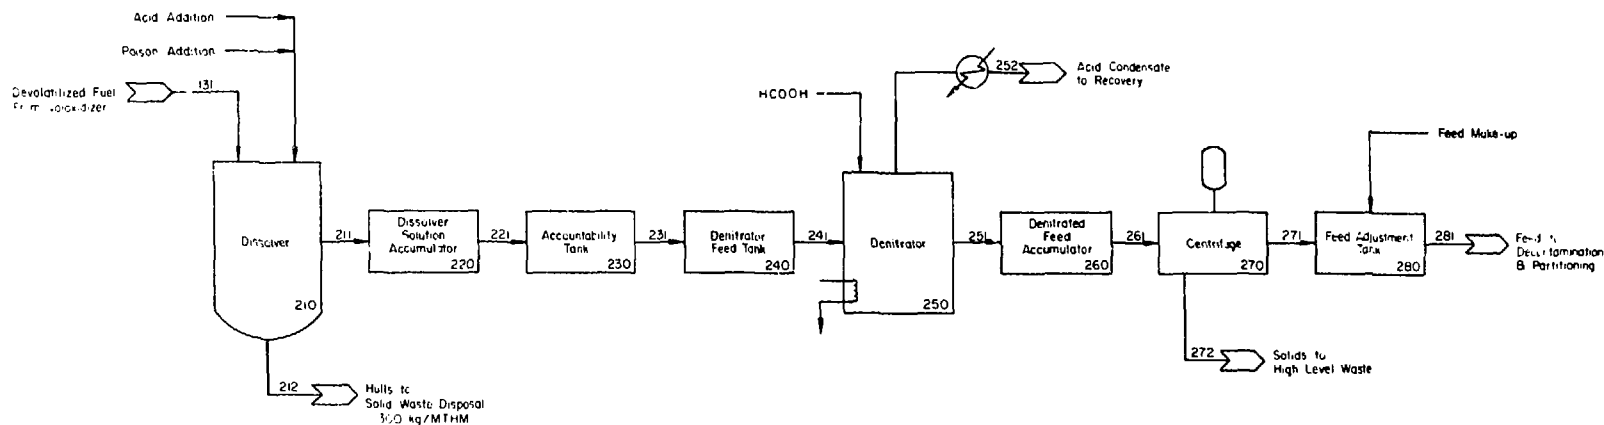 Acid Addition
Poison Addition
Devolatilized Fuel
131
Dissolver
210
212
Hulls to
Solid Waste Disposal
kg/MTHM
211
Dissolver
Solution
Accumulator
220
221
Accountability
Tank
230
231
Denitrator
Feed Tank
240
241
HCOOH
Denitrator
250
252
Acid Condensate
to Recovery
251
Denitrated
Feed
Accumulator
260
261
Centrifuge
270
272
Solids to
High Level Waste
271
Feed Make-up
Feed Adjustment
Tank
280
281
Feed
& Partitioning